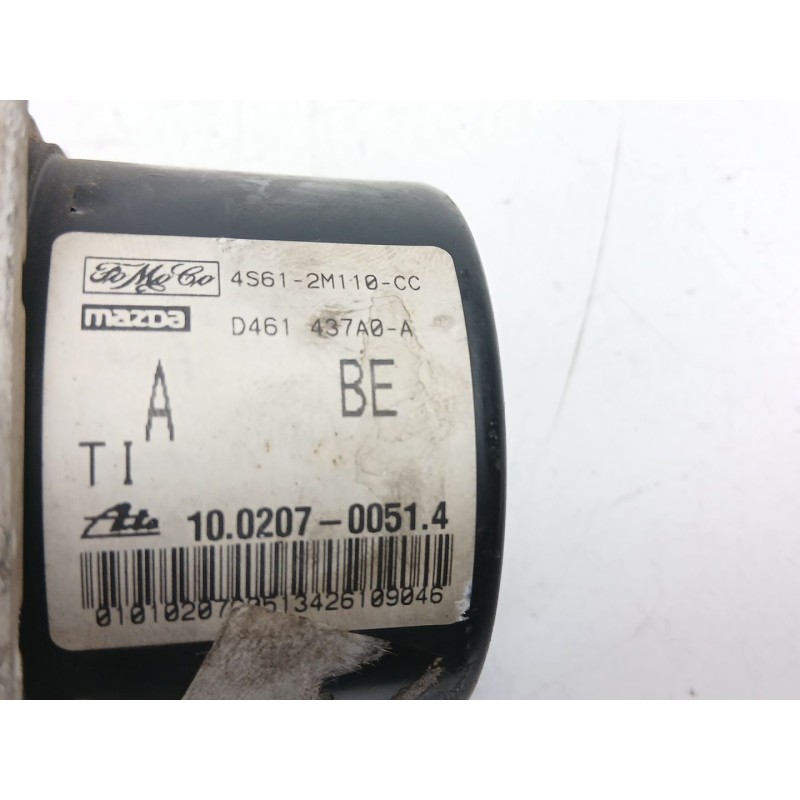 FoMoCo 4S61-2M110-CC
mazda D461 437A0-A
A BE
TI
Ate 10.0207-0051.4